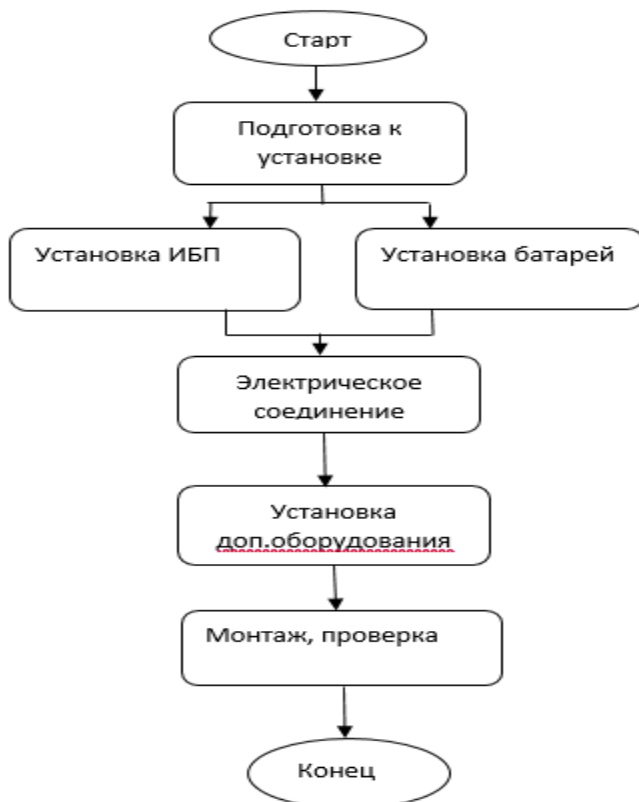 Старт
Подготовка к
установке
Установка ИБП
Установка батарей
Электрическое
соединение
Установка
доп.оборудования
Монтаж, проверка
Конец